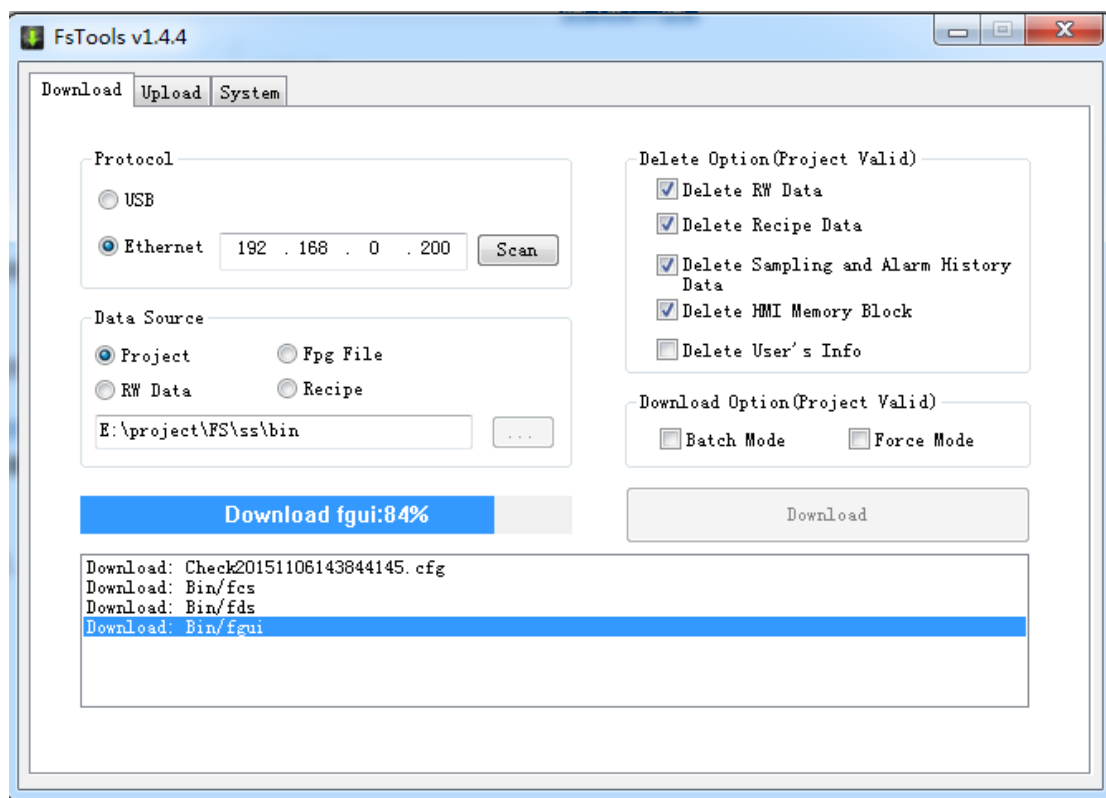 FsTools v1.4.4
Download Upload System
Protocol
USB
Ethernet 192 .168 . 0 .200 Scan
Data Source
Project Fpg File
RW Data Recipe
E:\project\FS\ss\bin ...
Delete Option(Project Valid)
Delete RW Data
Delete Recipe Data
Delete Sampling and Alarm History
Data
Delete HMI Memory Block
Delete User's Info
Download Option(Project Valid)
Batch Mode Force Mode
Download fgui:84%
Download
Download: Check20151106143844145.cfg
Download: Bin/fcs
Download: Bin/fds
Download: Bin/fgui